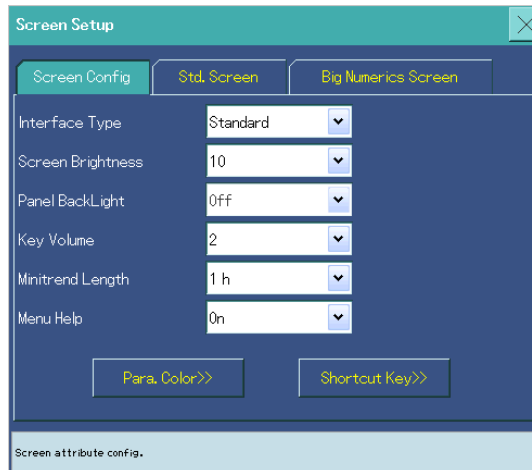 Screen Setup
Screen Config Std. Screen Big Numerics Screen
Interface Type Standard
Screen Brightness 10
Panel BackLight Off
Key Volume 2
Minitrend Length 1 h
Menu Help On
Para. Color>> Shortcut Key>>
Screen attribute config.